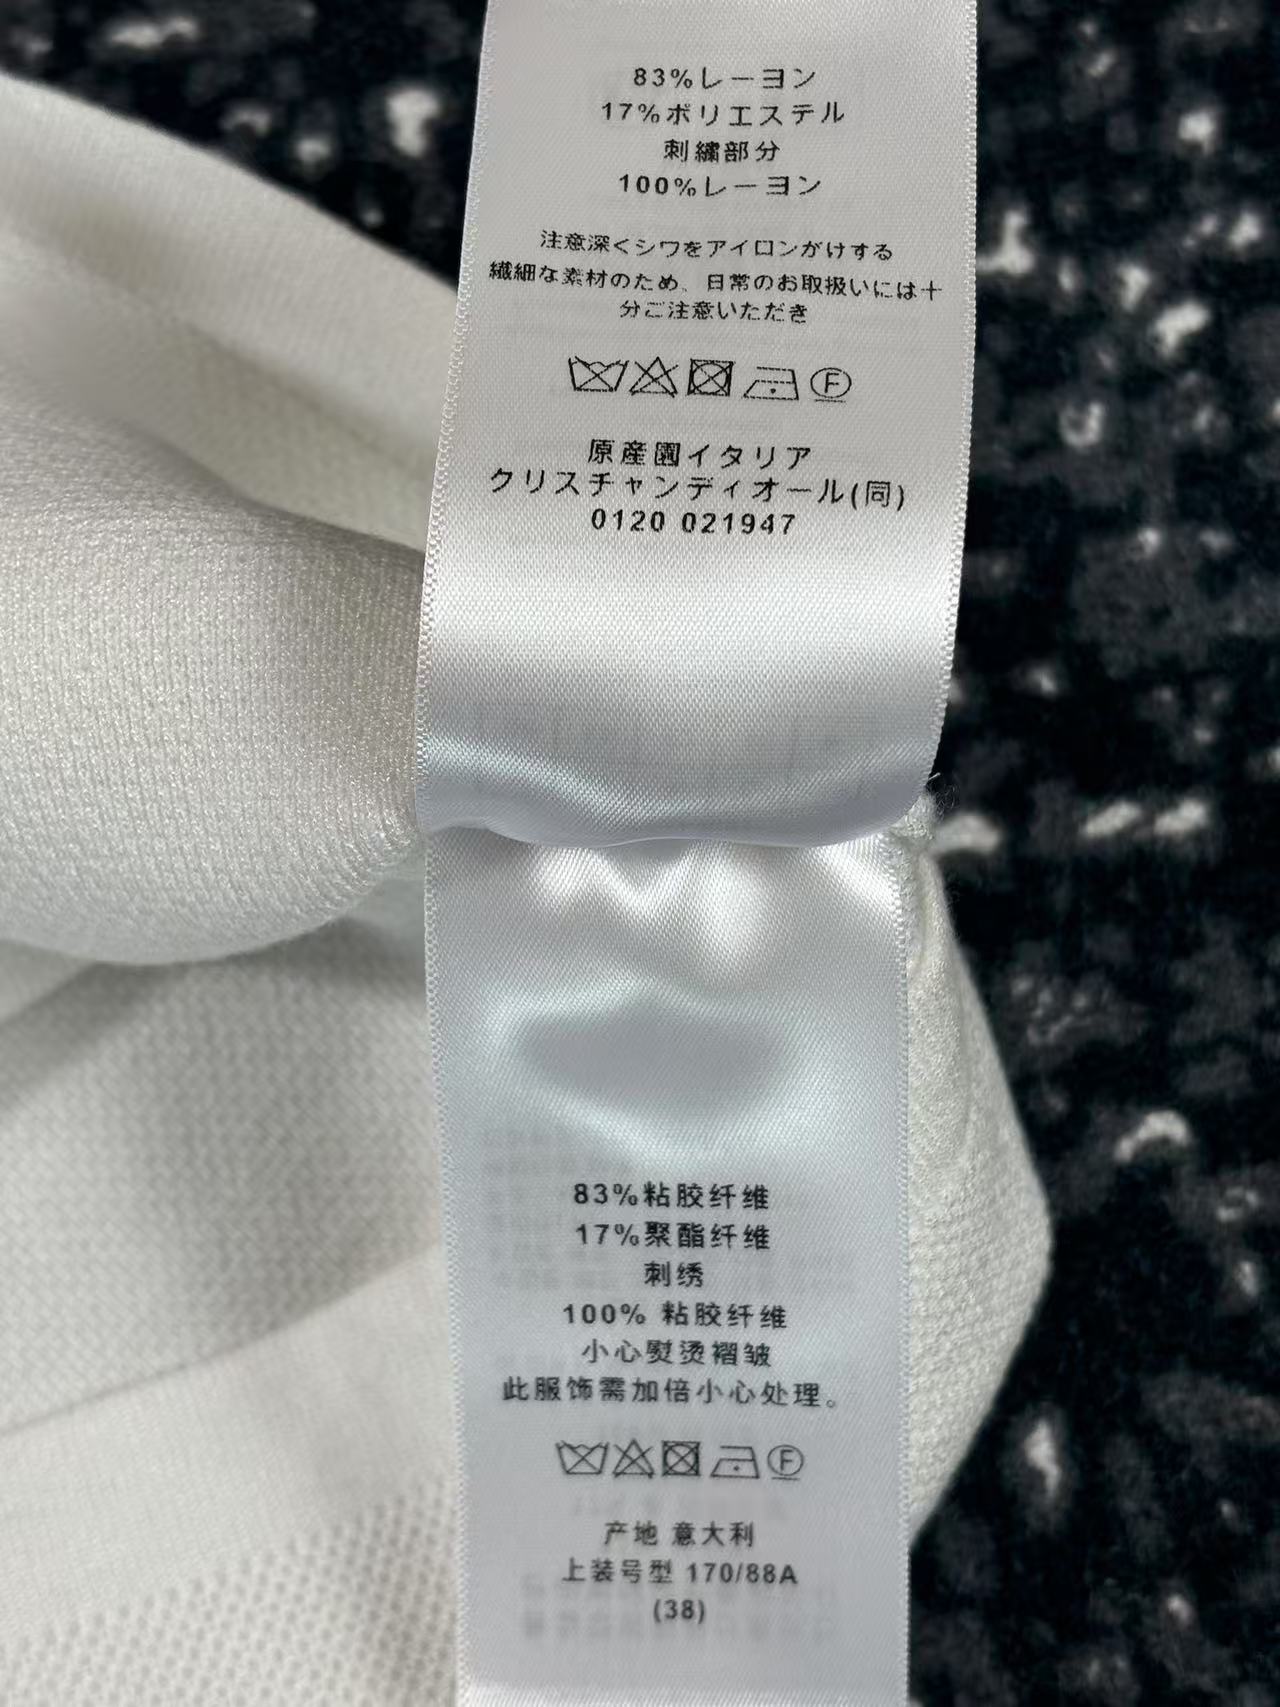 83%レーヨン
17%ポリエステル
刺繍部分
100%レーヨン
注意深くシワをアイロンがけする
繊細な素材のため、日常のお取扱いには十
分ご注意いただき
F
原産園イタリア
クリスチャンディオール(同)
0120 021947
83%粘胶纤维
17%聚酯纤维
刺绣
100% 粘胶纤维
小心熨烫褶皱
此服饰需加倍小心处理。
F
产地 意大利
上装号型 170/88A
(38)